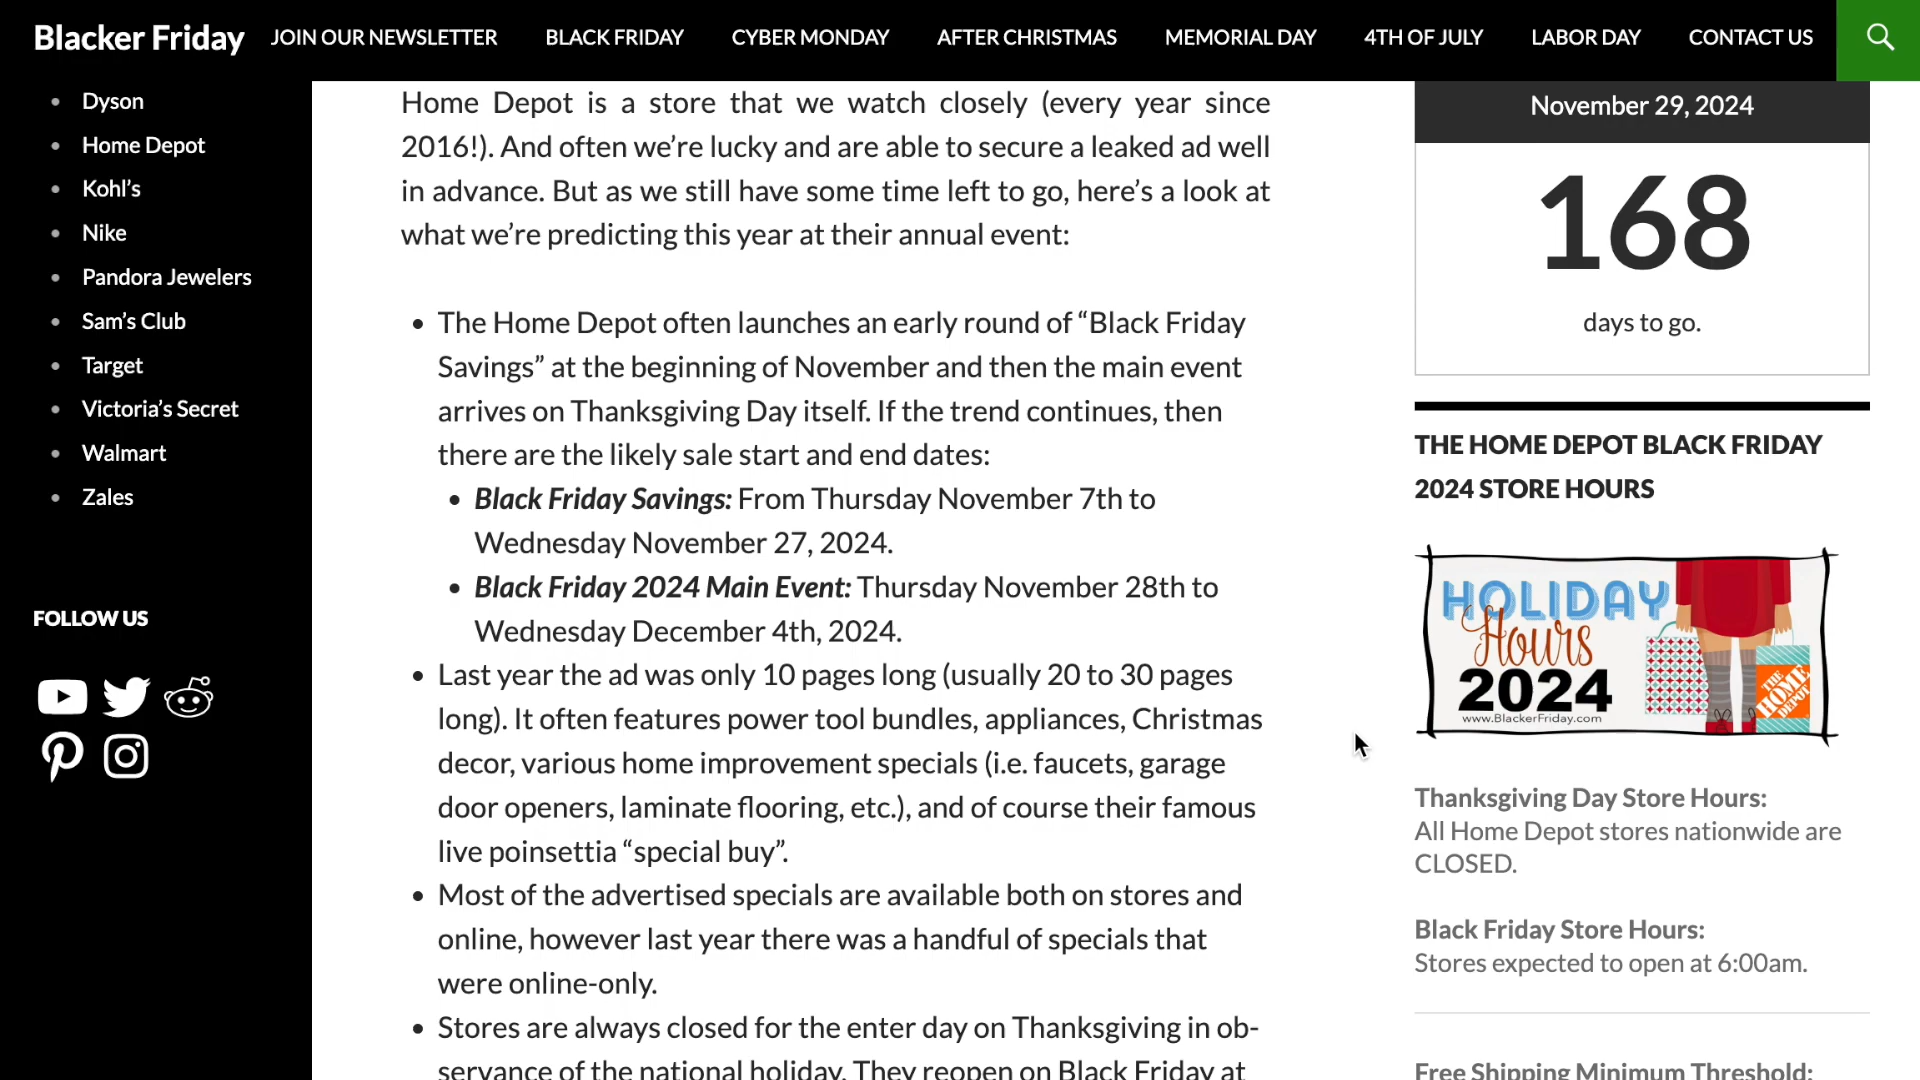 Blacker Friday
JOIN OUR NEWSLETTER
BLACK FRIDAY
CYBER MONDAY
AFTER CHRISTMAS
MEMORIAL DAY
4TH OF JULY
LABOR DAY
CONTACT US
Dyson
Home Depot
Kohl’s
Nike
Pandora Jewelers
Sam’s Club
Target
Victoria’s Secret
Walmart
Zales
FOLLOW US
Home Depot is a store that we watch closely (every year since
2016!). And often we’re lucky and are able to secure a leaked ad well
in advance. But as we still have some time left to go, here’s a look at
what we’re predicting this year at their annual event:
The Home Depot often launches an early round of “Black Friday
Savings” at the beginning of November and then the main event
arrives on Thanksgiving Day itself. If the trend continues, then
there are the likely sale start and end dates:
Black Friday Savings: From Thursday November 7th to
Wednesday November 27, 2024.
Black Friday 2024 Main Event: Thursday November 28th to
Wednesday December 4th, 2024.
Last year the ad was only 10 pages long (usually 20 to 30 pages
long). It often features power tool bundles, appliances, Christmas
decor, various home improvement specials (i.e. faucets, garage
door openers, laminate flooring, etc.), and of course their famous
live poinsettia “special buy”.
Most of the advertised specials are available both on stores and
online, however last year there was a handful of specials that
were online-only.
Stores are always closed for the enter day on Thanksgiving in ob-
servance of the national holiday. They reopen on Black Friday at
November 29, 2024
168
days to go.
THE HOME DEPOT BLACK FRIDAY
2024 STORE HOURS
HOLIDAY
Hours
2024
www.BlackerFriday.com
THE
HOME
DEPOT
Thanksgiving Day Store Hours:
All Home Depot stores nationwide are
CLOSED.
Black Friday Store Hours:
Stores expected to open at 6:00am.
Free Shipping Minimum Threshold: